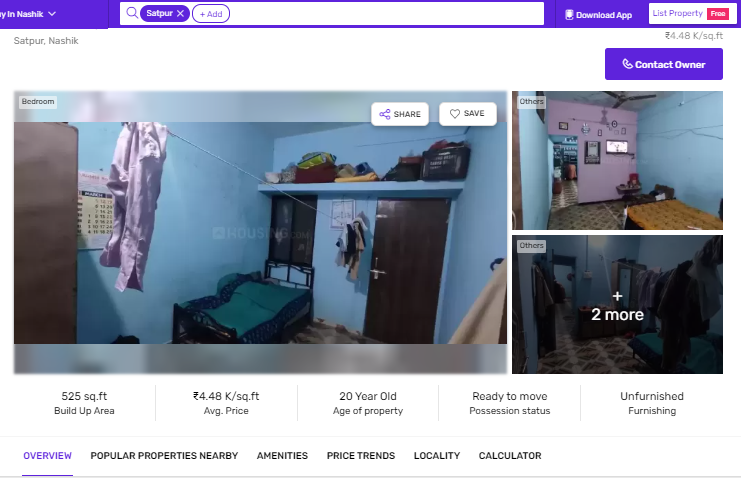 y In Nashik
Satpur
+ Add
Download App
List Property Free
Satpur, Nashik
₹4.48 K/sq.ft
Contact Owner
Bedroom
SHARE
SAVE
Others
MARCH
HOUSING.COM
Others
+
2 more
525 sq.ft
Build Up Area
₹4.48 K/sq.ft
Avg. Price
20 Year Old
Age of property
Ready to move
Possession status
Unfurnished
Furnishing
OVERVIEW
POPULAR PROPERTIES NEARBY
AMENITIES
PRICE TRENDS
LOCALITY
CALCULATOR